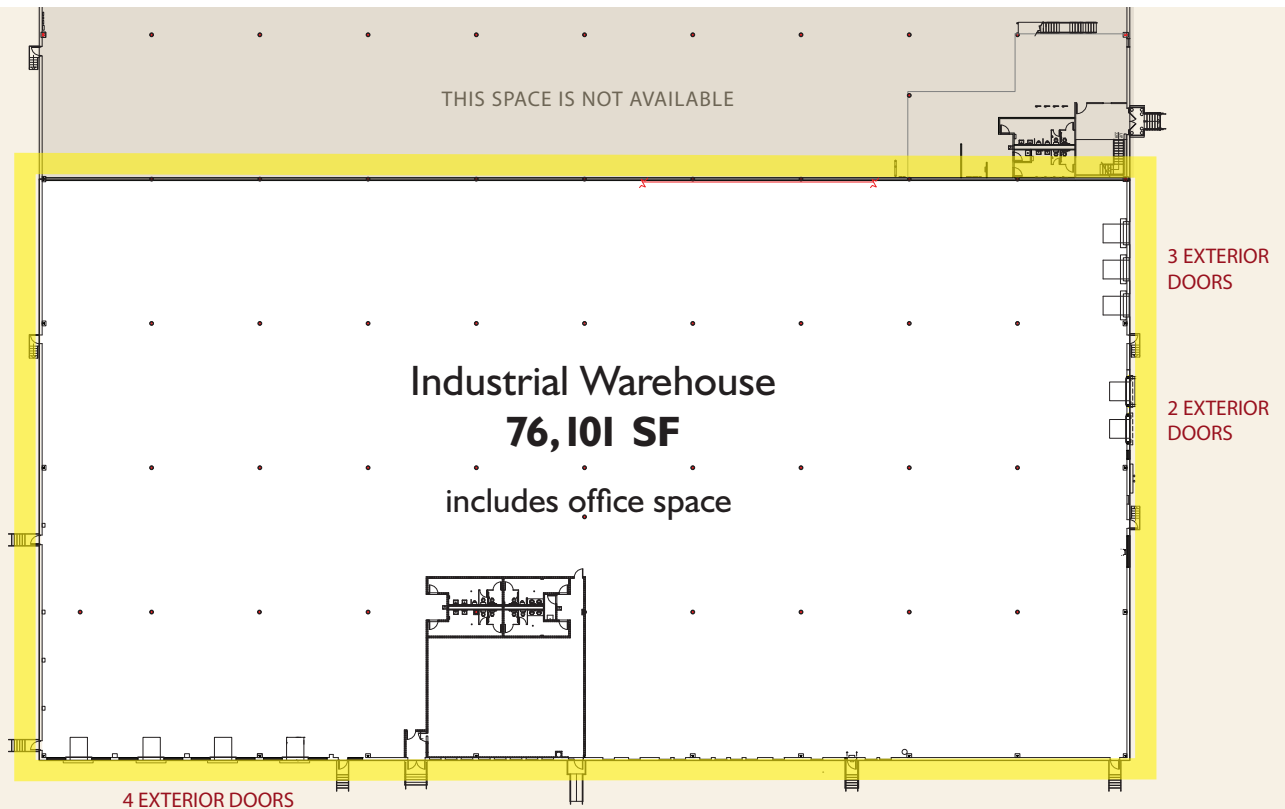 THIS SPACE IS NOT AVAILABLE
3 EXTERIOR
DOORS
Industrial Warehouse
76,101 SF
2 EXTERIOR
DOORS
includes office space
4 EXTERIOR DOORS